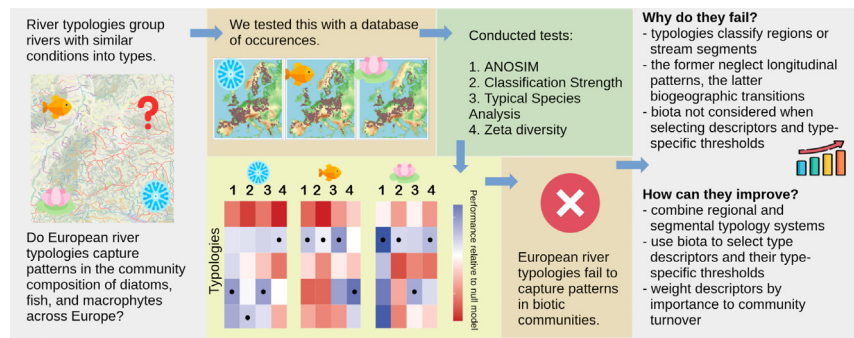 River typologies group
rivers with similar
conditions into types.
?
Do European river
typologies capture
patterns in the community
composition of diatoms,
fish, and macrophytes
across Europe?
We tested this with a database
of occurences.
Conducted tests:
1. ANOSIM
2. Classification Strength
3. Typical Species
Analysis
4. Zeta diversity
1 2 3 4
1 2 3 4
1 2 3 4
Typologies
Performance relative to null model
European river
typologies fail to
capture patterns
in biotic
communities.
Why do they fail?
- typologies classify regions or
stream segments
- the former neglect longitudinal
patterns, the latter
biogeographic transitions
- biota not considered when
selecting descriptors and type-
specific thresholds
How can they improve?
- combine regional and
segmental typology systems
- use biota to select type
descriptors and their type-
specific thresholds
- weight descriptors by
importance to community
turnover